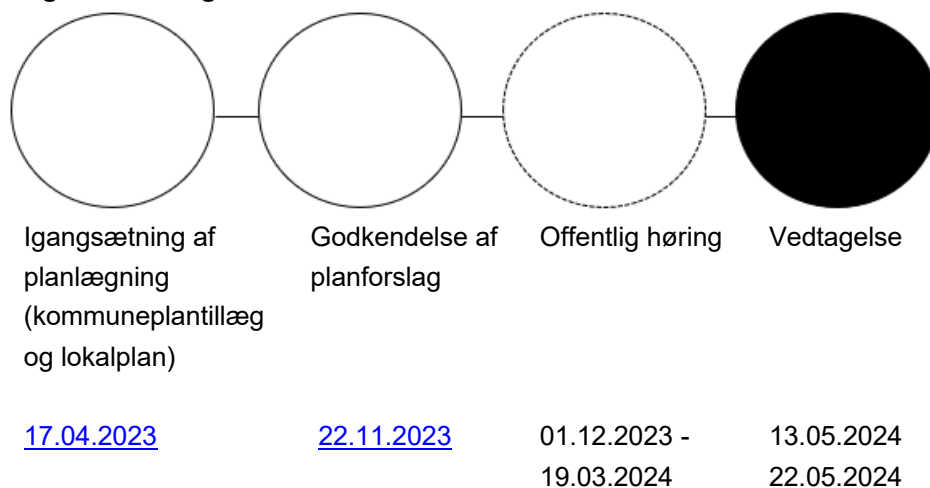 Igangsætning af
planlægning
(kommuneplantillæg
og lokalplan)
Godkendelse af
planforslag
Offentlig høring
Vedtagelse
17.04.2023
22.11.2023
01.12.2023 -
19.03.2024
13.05.2024
22.05.2024